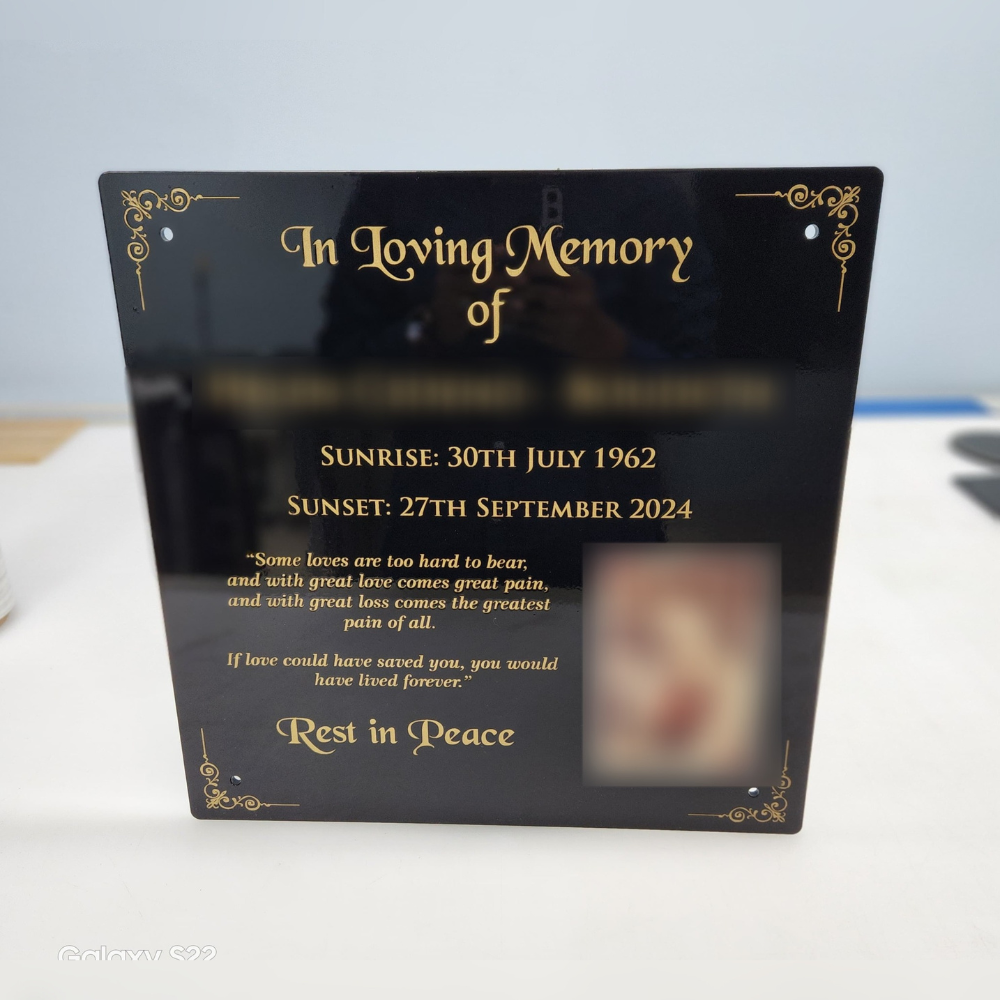 In Loving Memory
of
SUNRISE: 30TH JULY 1962
SUNSET: 27TH SEPTEMBER 2024
“Some loves are too hard to bear,
and with great love comes great pain,
and with great loss comes the greatest
pain of all.
If love could have saved you, you would
have lived forever.”
Rest in Peace
Galaxy S22